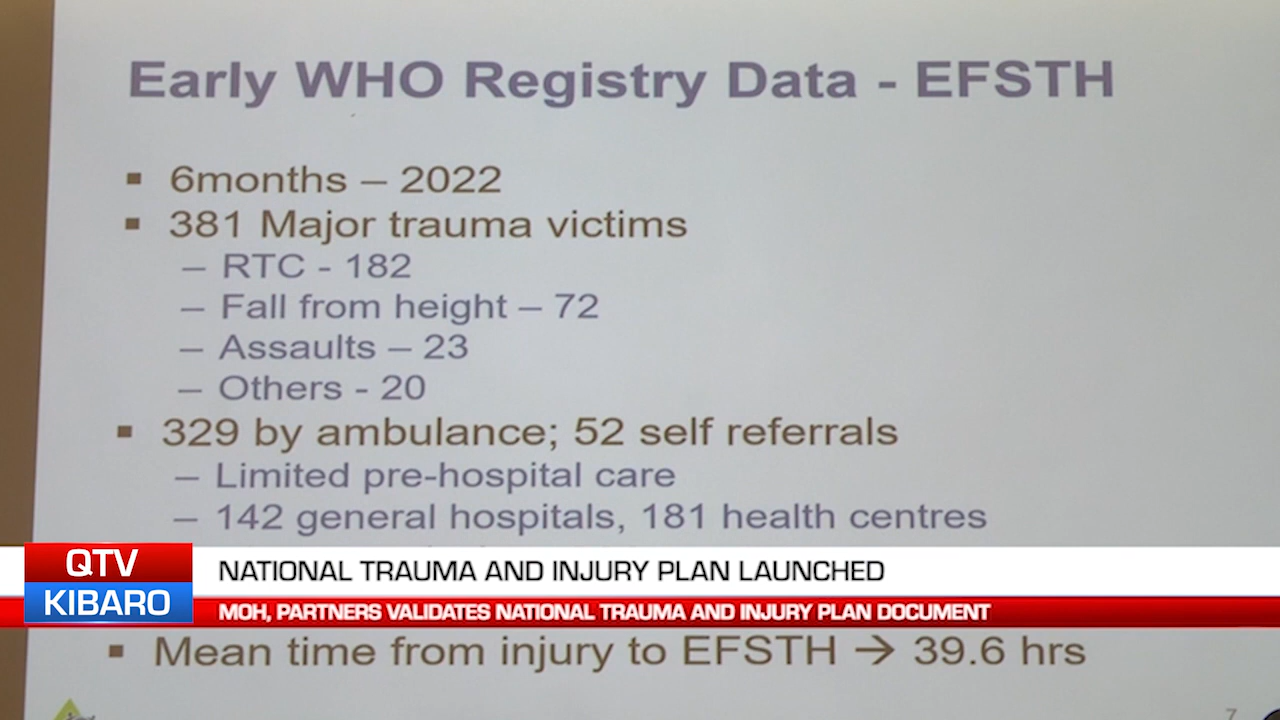 Early WHO Registry Data - EFSTH
▪ 6months – 2022
▪ 381 Major trauma victims
– RTC - 182
– Fall from height – 72
– Assaults – 23
– Others - 20
▪ 329 by ambulance; 52 self referrals
– Limited pre-hospital care
– 142 general hospitals, 181 health centres
QTV
KIBARO
NATIONAL TRAUMA AND INJURY PLAN LAUNCHED
MOH, PARTNERS VALIDATES NATIONAL TRAUMA AND INJURY PLAN DOCUMENT
▪ Mean time from injury to EFSTH → 39.6 hrs
7